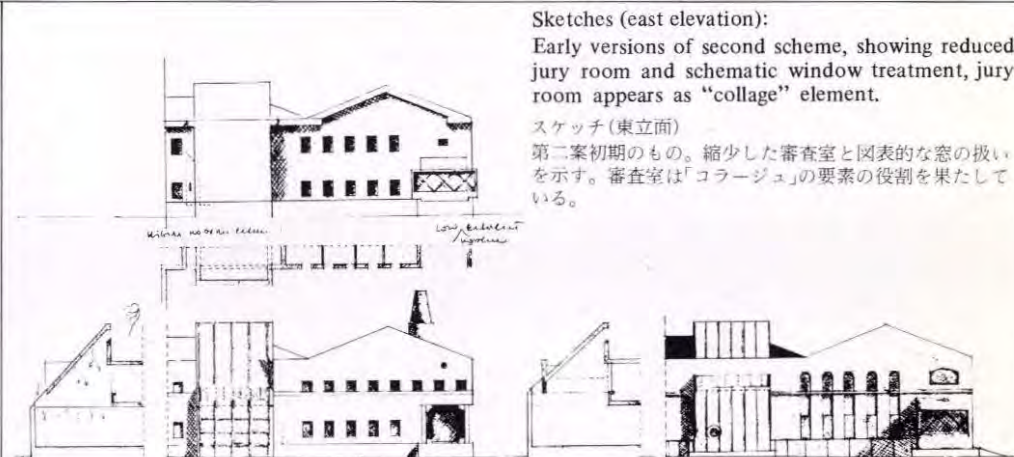 Sketches (east elevation):
Early versions of second scheme, showing reduced
jury room and schematic window treatment, jury
room appears as “collage” element.
スケッチ(東立面)
第二案初期のもの。縮少した審査室と図表的な窓の扱い
を示す。審査室は「コラージュ」の要素の役割を果たして
いる。